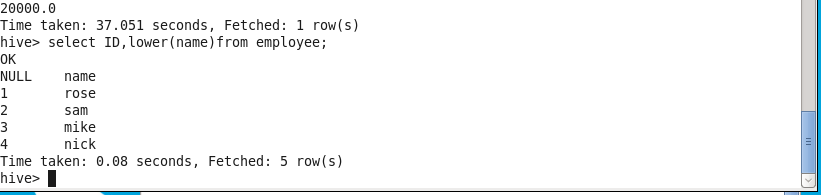 20000.0
Time taken: 37.051 seconds, Fetched: 1 row(s)
hive> select ID,lower(name)from employee;
OK
NULL    name
1       rose
2       sam
3       mike
4       nick
Time taken: 0.08 seconds, Fetched: 5 row(s)
hive>